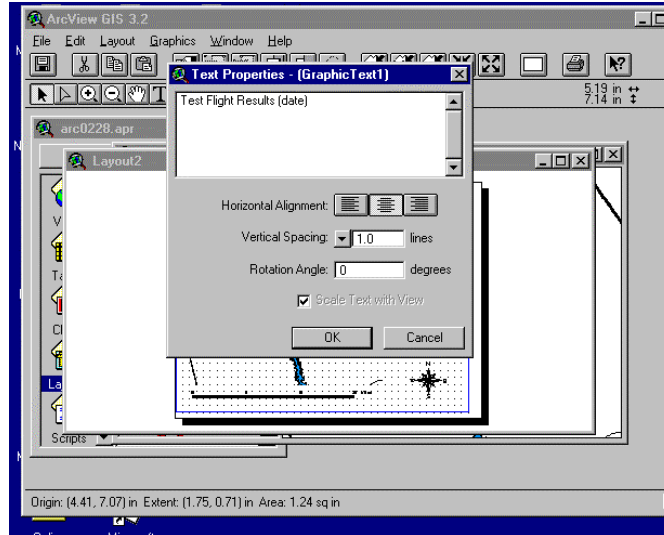 ArcView GIS 3.2
File Edit Layout Graphics Window Help
Text Properties - (GraphicText1)
5.19 in
7.14 in
Test Flight Results (date)
arc0228.apr
Layout2
Horizontal Alignment:
Vertical Spacing: 1.0 lines
Rotation Angle: 0 degrees
Scale Text with View
OK Cancel
Scripts
Origin: (4.41, 7.07) in Extent: (1.75, 0.71) in Area: 1.24 sq in